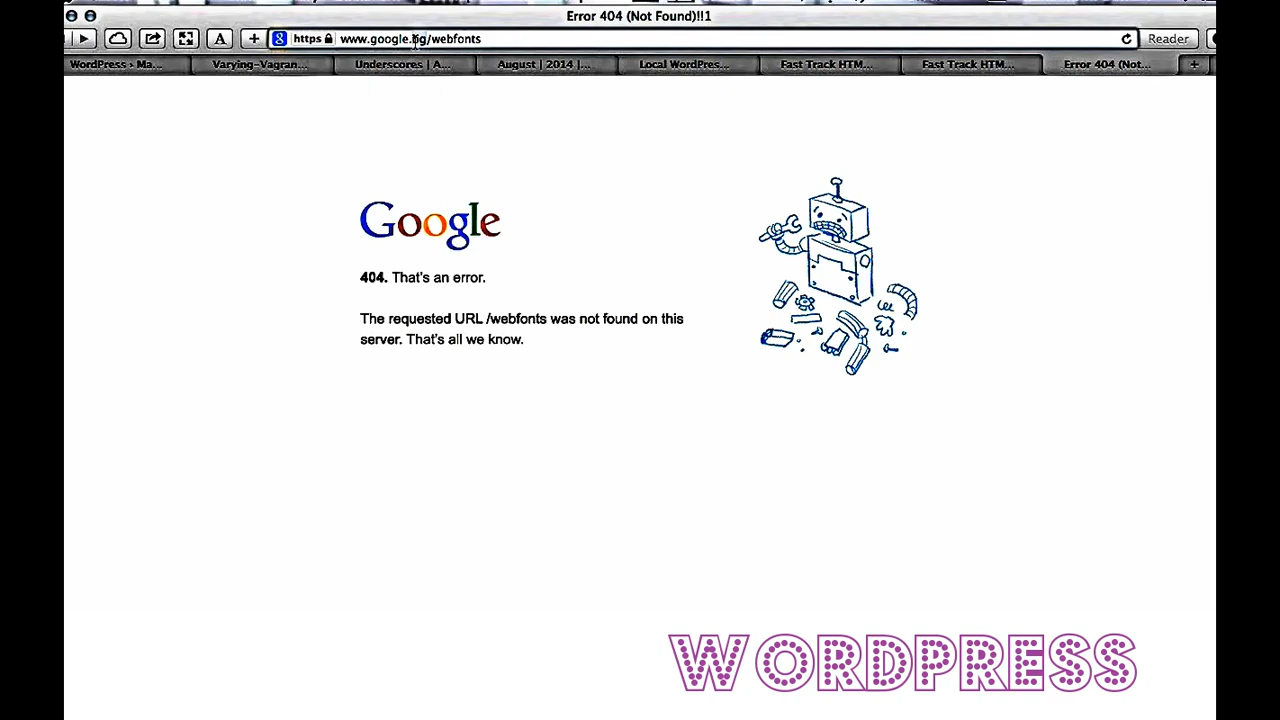 Error 404 (Not Found)!!1
A + https www.google.bg/webfonts Reader
WordPress › Ma... Varying-Vagran... Underscores | A... August | 2014 |... Local WordPres... Fast Track HTM... Fast Track HTM... Error 404 (Not... +
Google
404. That's an error.
The requested URL /webfonts was not found on this
server. That's all we know.
WORDPRESS